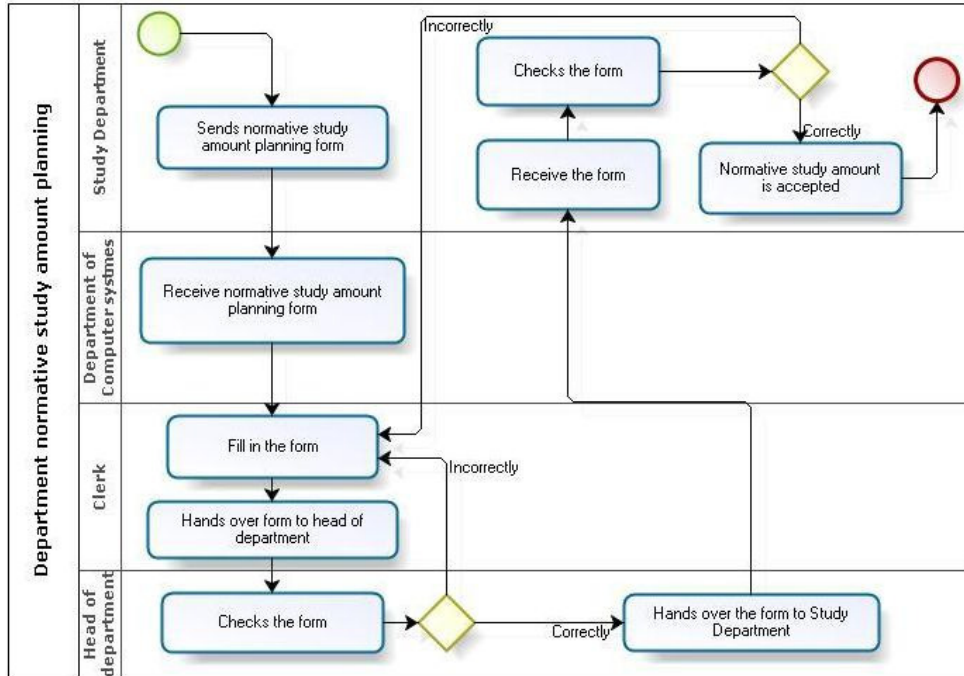 Department normative study amount planning
Study Department
Sends normative study
amount planning form
Incorrectly
Checks the form
Receive the form
Correctly
Normative study amount
is accepted
Department of
Computer systmes
Receive normative study amount
planning form
Clerk
Fill in the form
Incorrectly
Hands over form to head of
department
Head of
department
Checks the form
Correctly
Hands over the form to Study
Department